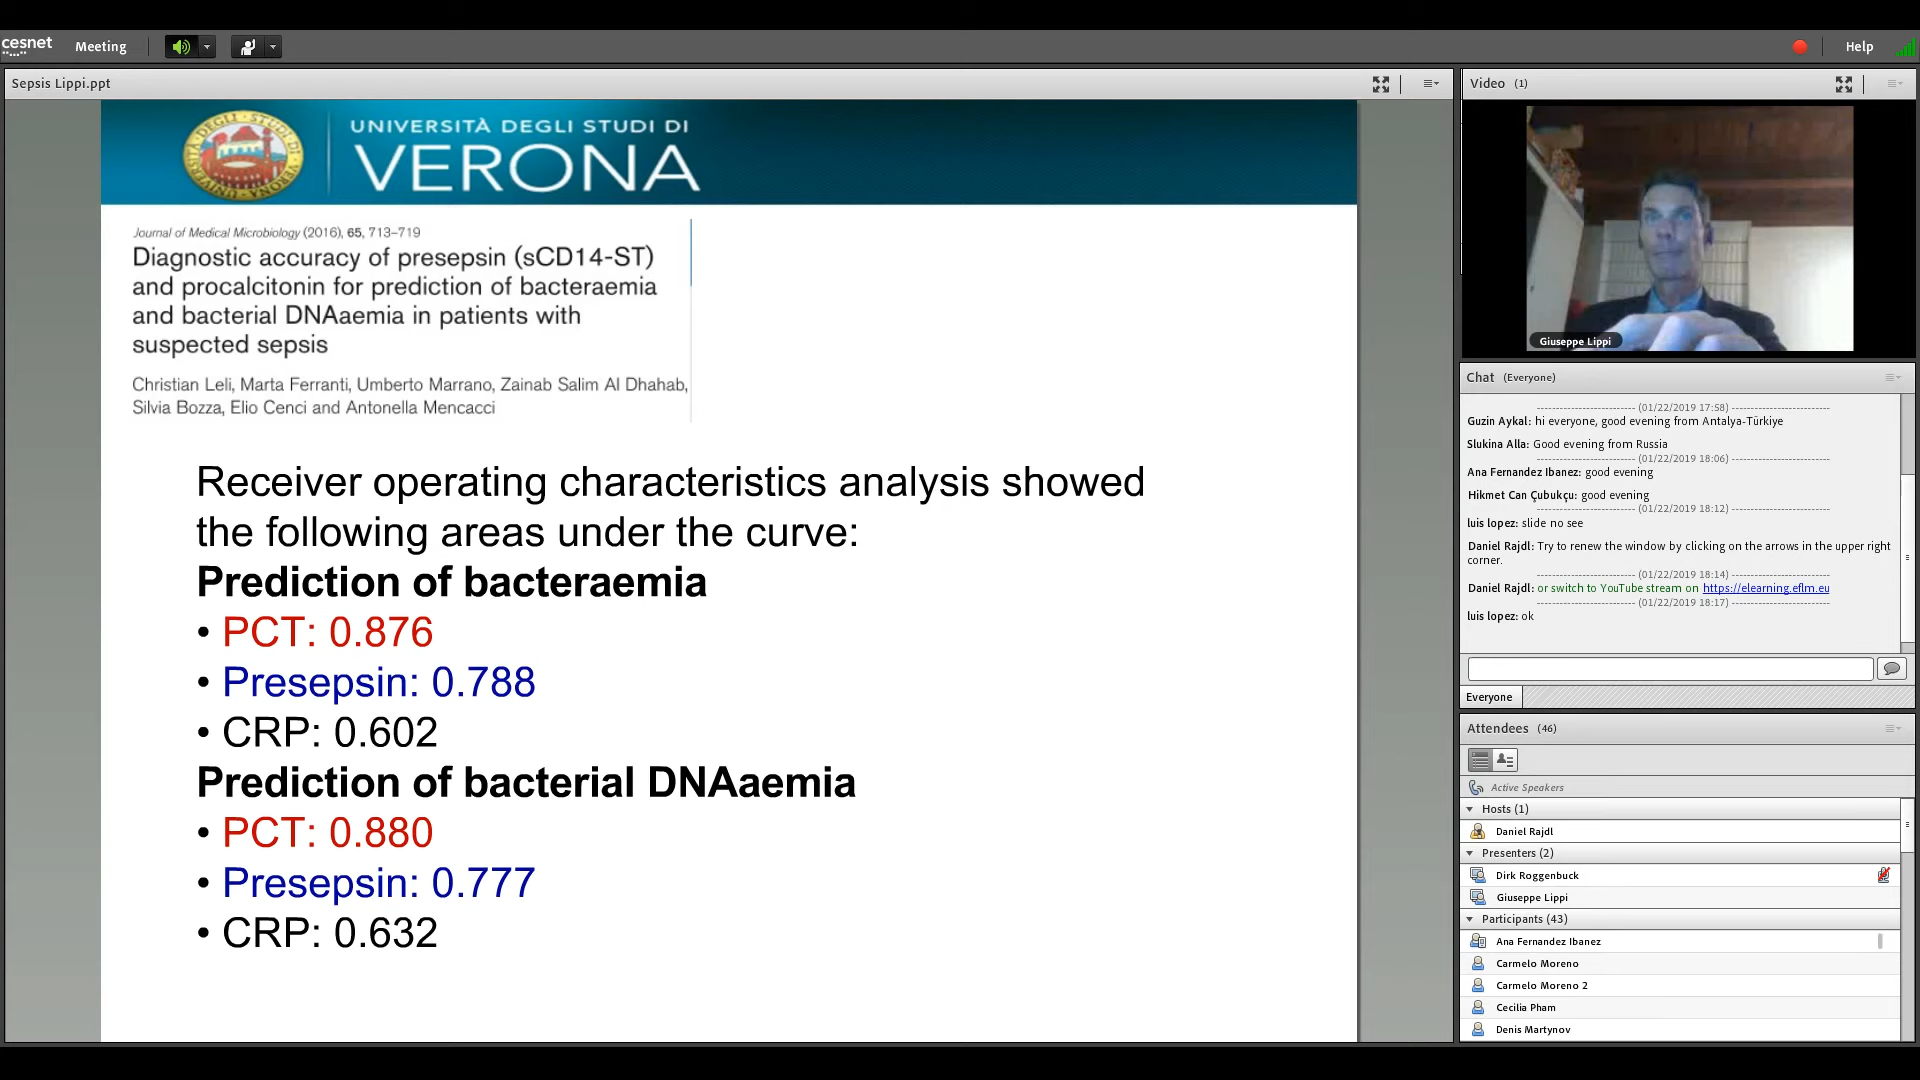 cesnet
Meeting
Help
Sepsis Lippi.ppt
UNIVERSITÀ DEGLI STUDI DI
VERONA
Journal of Medical Microbiology (2016), 65, 713–719
Diagnostic accuracy of presepsin (sCD14-ST)
and procalcitonin for prediction of bacteraemia
and bacterial DNAaemia in patients with
suspected sepsis
Christian Leli, Marta Ferranti, Umberto Marrano, Zainab Salim Al Dhahab,
Silvia Bozza, Elio Cenci and Antonella Mencacci
Receiver operating characteristics analysis showed
the following areas under the curve:
Prediction of bacteraemia
• PCT: 0.876
• Presepsin: 0.788
• CRP: 0.602
Prediction of bacterial DNAaemia
• PCT: 0.880
• Presepsin: 0.777
• CRP: 0.632
Video (1)
Giuseppe Lippi
Chat (Everyone)
(01/22/2019 17:58)
Guzin Aykal: hi everyone, good evening from Antalya-Türkiye
Slukina Alla: Good evening from Russia
(01/22/2019 18:06)
Ana Fernandez Ibanez: good evening
Hikmet Can Çubukçu: good evening
(01/22/2019 18:12)
luis lopez: slide no see
Daniel Rajdl: Try to renew the window by clicking on the arrows in the upper right
corner.
(01/22/2019 18:14)
Daniel Rajdl: or switch to YouTube stream on https://elearning.eflm.eu
(01/22/2019 18:17)
luis lopez: ok
Everyone
Attendees (46)
Active Speakers
Hosts (1)
Daniel Rajdl
Presenters (2)
Dirk Roggenbuck
Giuseppe Lippi
Participants (43)
Ana Fernandez Ibanez
Carmelo Moreno
Carmelo Moreno 2
Cecilia Pham
Denis Martynov